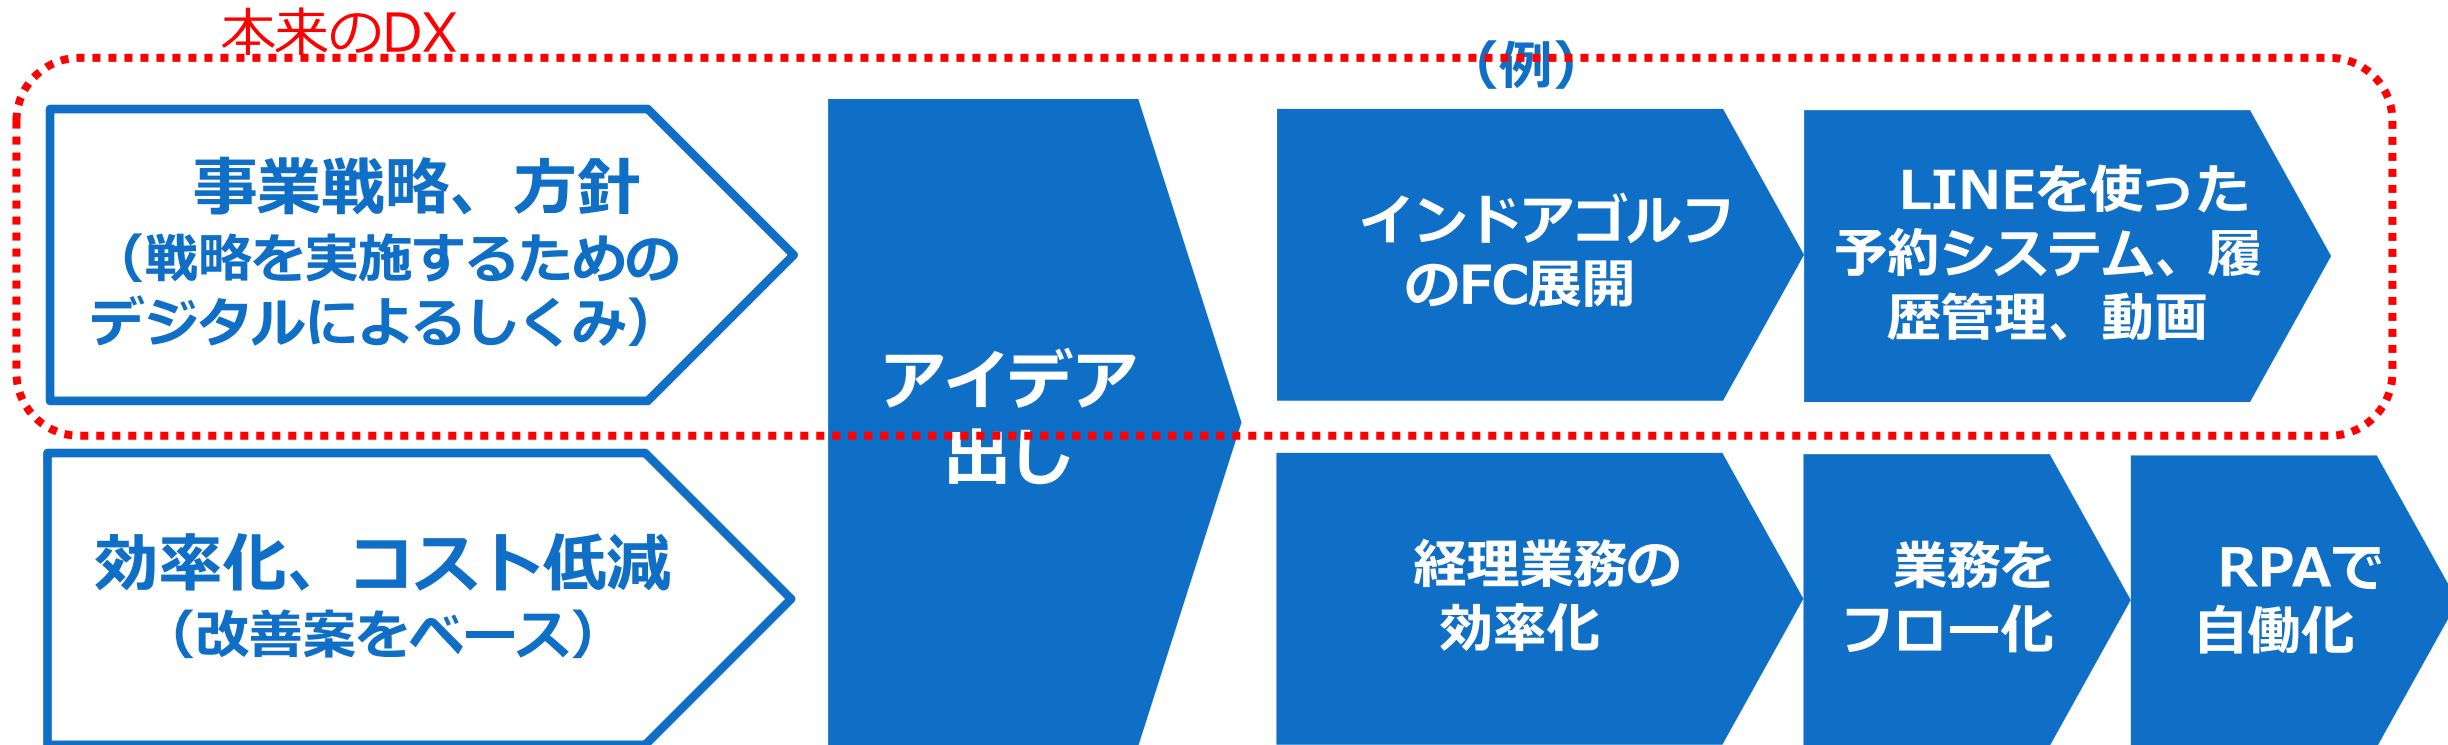 本来のDX
（例）
事業戦略、方針
（戦略を実施するための
デジタルによるしくみ）
アイデア
出し
インドアゴルフ
のFC展開
LINEを使った
予約システム、履
歴管理、動画
効率化、コスト低減
（改善案をベース）
経理業務の
効率化
業務を
フロー化
RPAで
自働化